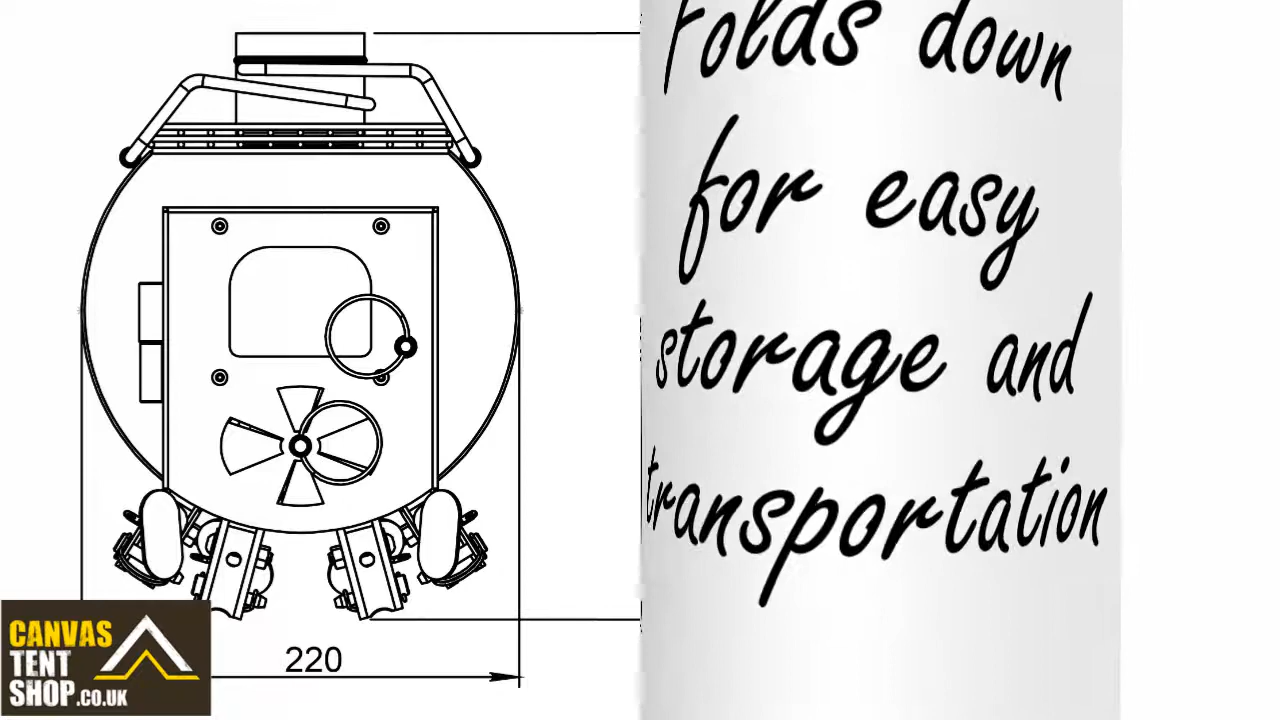 Folds down
for easy
storage and
transportation
220
CANVAS
TENT
SHOP.CO.UK